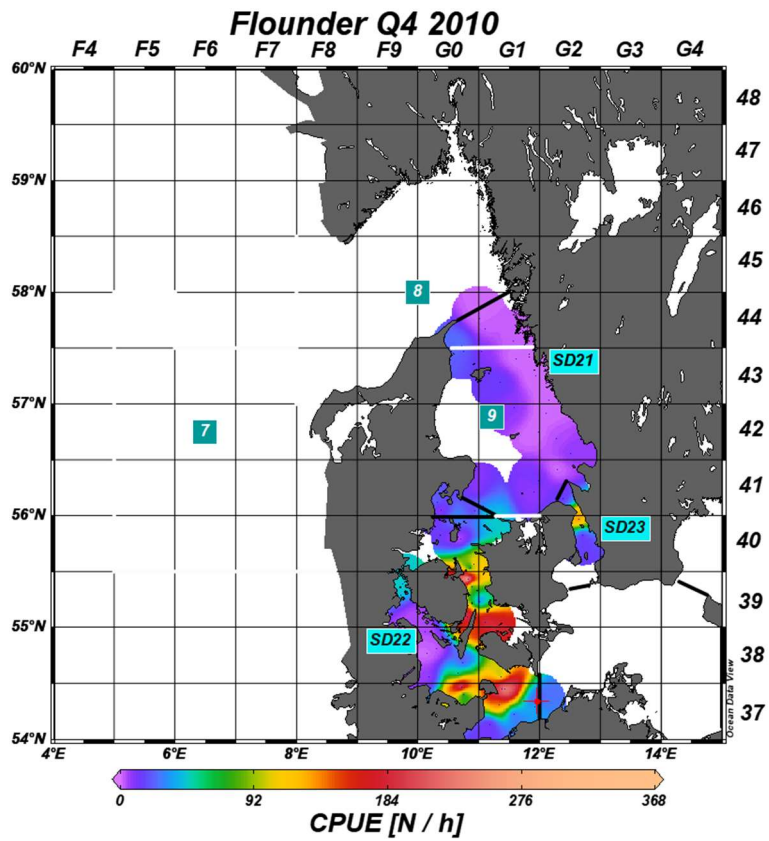 Flounder Q4 2010
F4 F5 F6 F7 F8 F9 G0 G1 G2 G3 G4
60°N
48
47
59°N
46
45
58°N
8
44
SD21
43
57°N
9
7
42
41
56°N
SD23
40
39
55°N
SD22
38
37
Ocean Data View
54°N
4°E 6°E 8°E 10°E 12°E 14°E
0 92 184 276 368
CPUE [N / h]